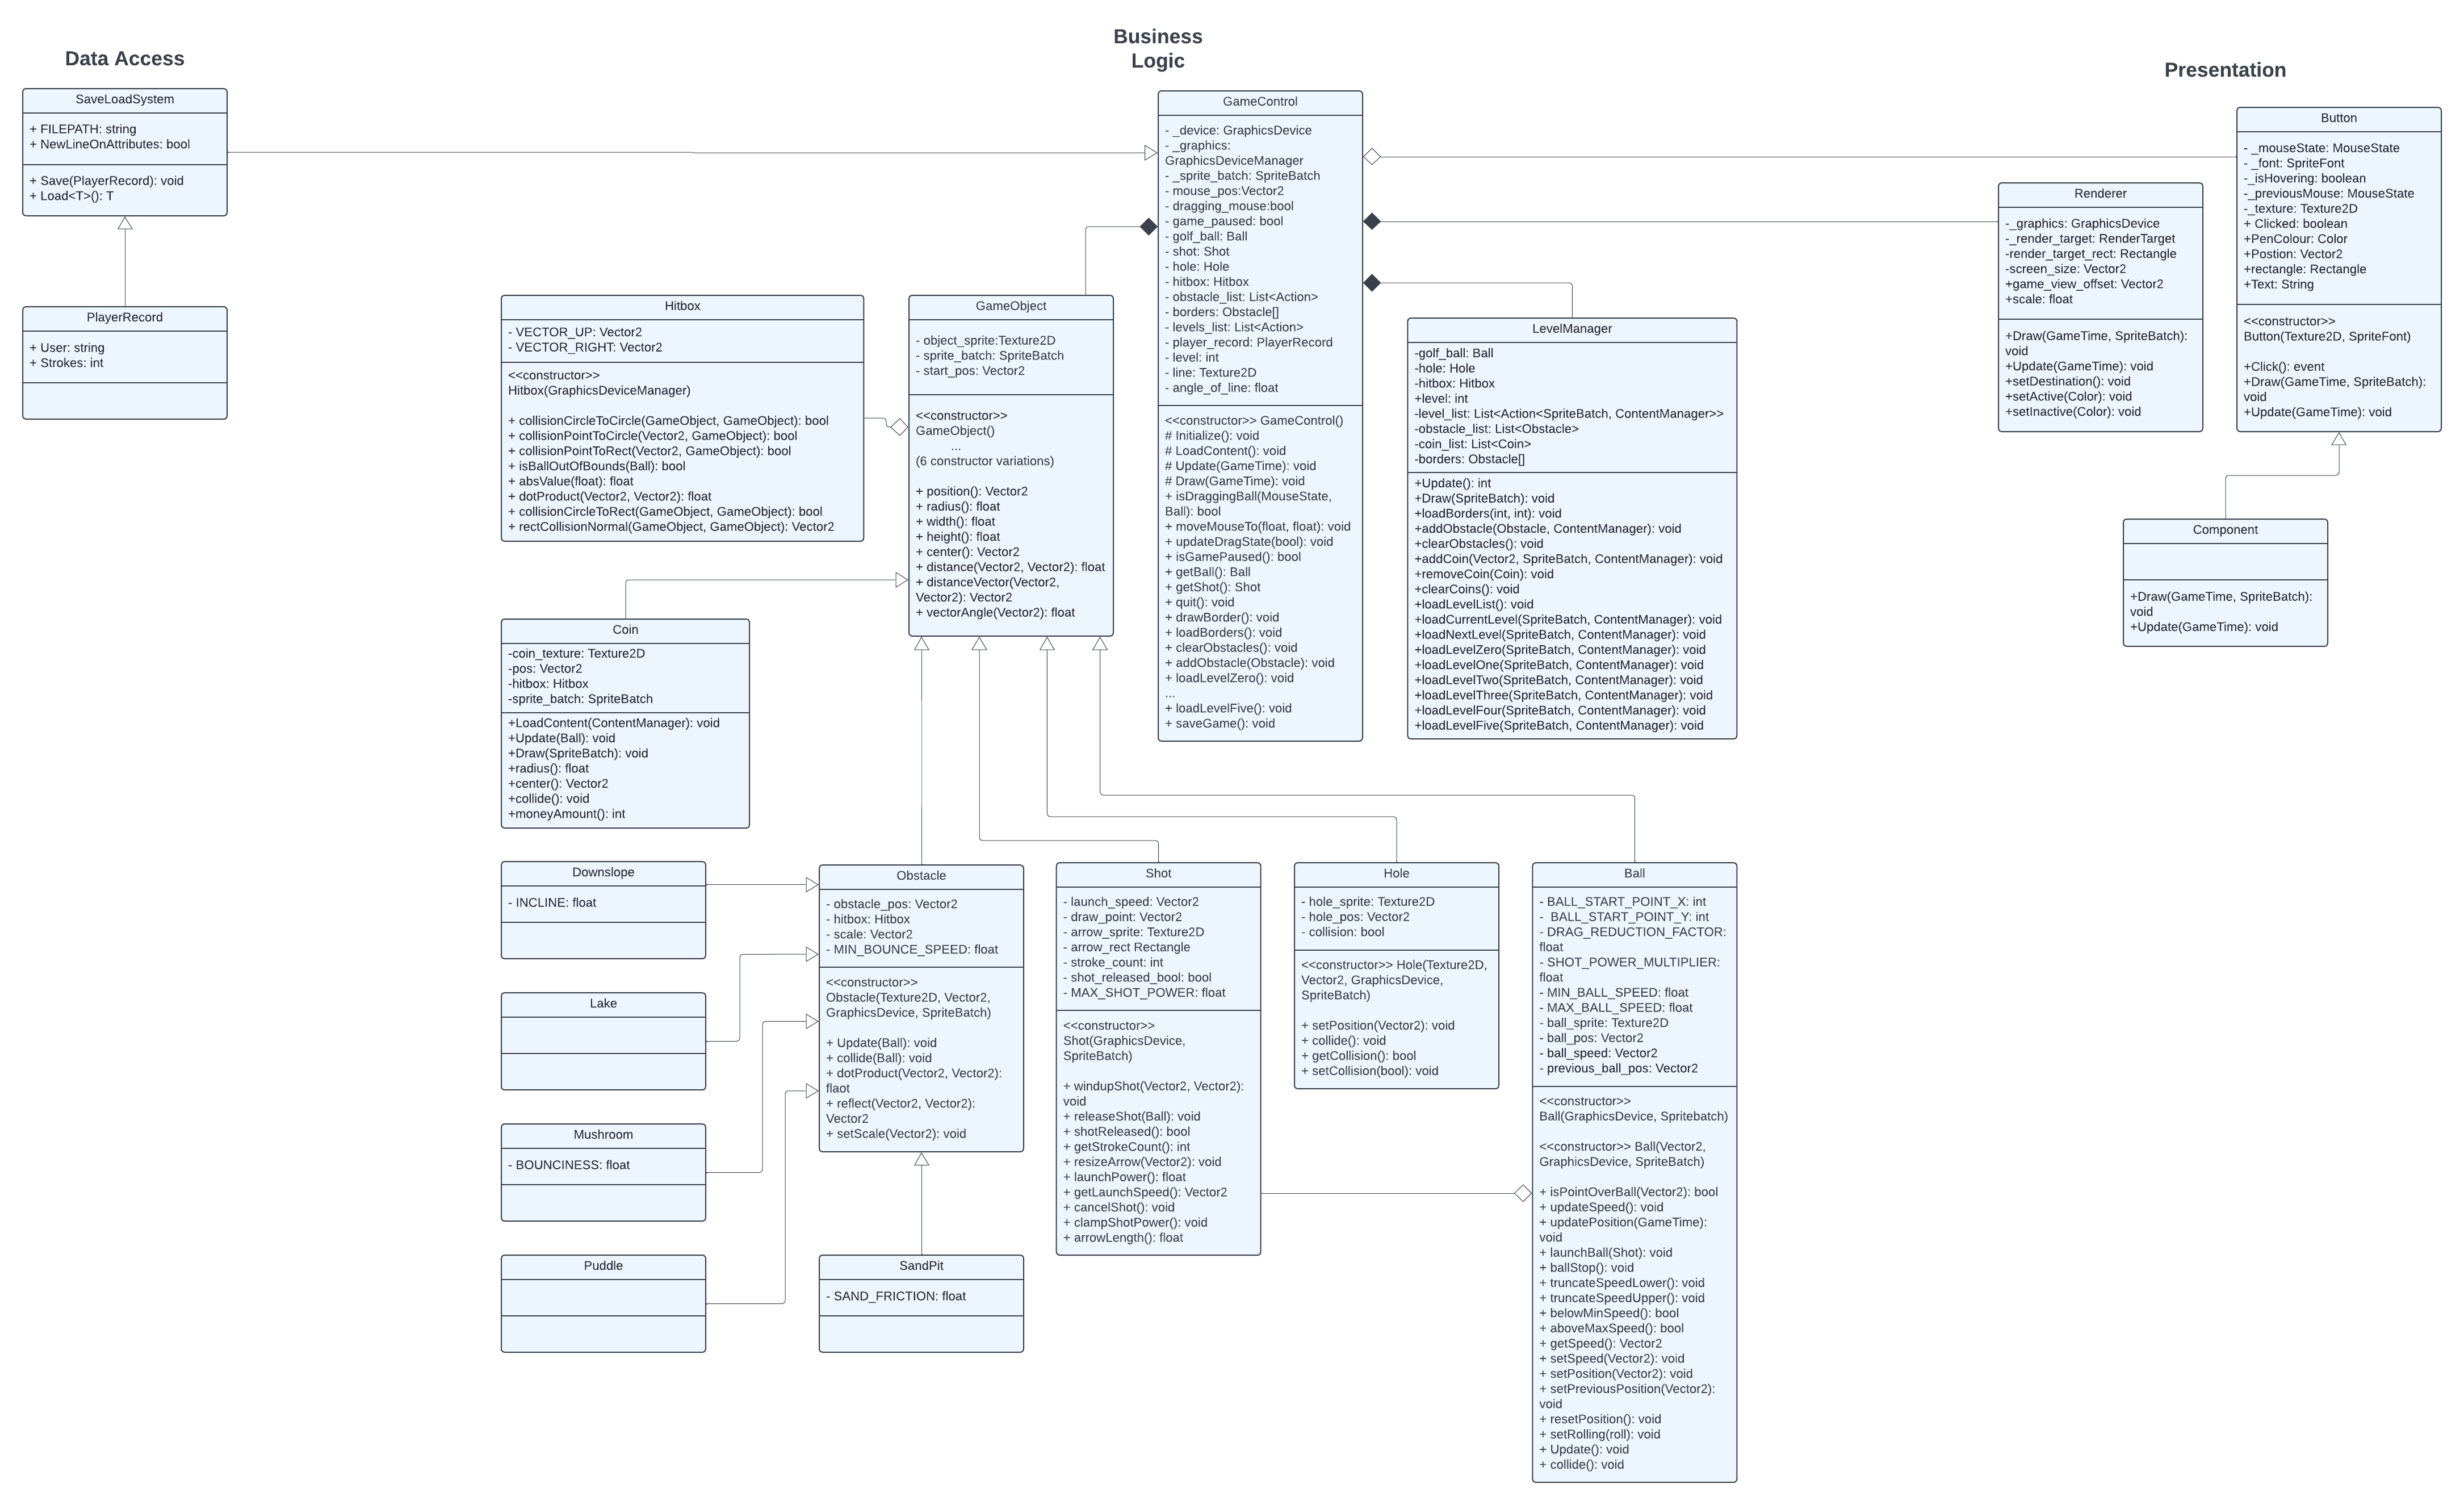 Data Access
Business
Logic
Presentation
SaveLoadSystem
+ FILEPATH: string
+ NewLineOnAttributes: bool
+ Save(PlayerRecord): void
+ Load<T>(): T
PlayerRecord
+ User: string
+ Strokes: int
Hitbox
- VECTOR_UP: Vector2
- VECTOR_RIGHT: Vector2
<<constructor>>
Hitbox(GraphicsDeviceManager)
+ collisionCircleToCircle(GameObject, GameObject): bool
+ collisionPointToCircle(Vector2, GameObject): bool
+ collisionPointToRect(Vector2, GameObject): bool
+ isBallOutOfBounds(Ball): bool
+ absValue(float): float
+ dotProduct(Vector2, Vector2): float
+ collisionCircleToRect(GameObject, GameObject): bool
+ rectCollisionNormal(GameObject, GameObject): Vector2
GameObject
- object_sprite:Texture2D
- sprite_batch: SpriteBatch
- start_pos: Vector2
<<constructor>>
GameObject()
...
(6 constructor variations)
+ position(): Vector2
+ radius(): float
+ width(): float
+ height(): float
+ center(): Vector2
+ distance(Vector2, Vector2): float
+ distanceVector(Vector2,
Vector2): Vector2
+ vectorAngle(Vector2): float
GameControl
- _device: GraphicsDevice
- _graphics:
GraphicsDeviceManager
- _sprite_batch: SpriteBatch
- mouse_pos:Vector2
- dragging_mouse:bool
- game_paused: bool
- golf_ball: Ball
- shot: Shot
- hole: Hole
- hitbox: Hitbox
- obstacle_list: List<Action>
- borders: Obstacle[]
- levels_list: List<Action>
- player_record: PlayerRecord
- level: int
- line: Texture2D
- angle_of_line: float
<<constructor>> GameControl()
# Initialize(): void
# LoadContent(): void
# Update(GameTime): void
# Draw(GameTime): void
+ isDraggingBall(MouseState,
Ball): bool
+ moveMouseTo(float, float): void
+ updateDragState(bool): void
+ isGamePaused(): bool
+ getBall(): Ball
+ getShot(): Shot
+ quit(): void
+ drawBorder(): void
+ loadBorders(): void
+ clearObstacles(): void
+ addObstacle(Obstacle): void
+ loadLevelZero(): void
...
+ loadLevelFive(): void
+ saveGame(): void
LevelManager
-golf_ball: Ball
-hole: Hole
-hitbox: Hitbox
+level: int
-level_list: List<Action<SpriteBatch, ContentManager>>
-obstacle_list: List<Obstacle>
-coin_list: List<Coin>
-borders: Obstacle[]
+Update(): int
+Draw(SpriteBatch): void
+loadBorders(int, int): void
+addObstacle(Obstacle, ContentManager): void
+clearObstacles(): void
+addCoin(Vector2, SpriteBatch, ContentManager): void
+removeCoin(Coin): void
+clearCoins(): void
+loadLevelList(): void
+loadCurrentLevel(SpriteBatch, ContentManager): void
+loadNextLevel(SpriteBatch, ContentManager): void
+loadLevelZero(SpriteBatch, ContentManager): void
+loadLevelOne(SpriteBatch, ContentManager): void
+loadLevelTwo(SpriteBatch, ContentManager): void
+loadLevelThree(SpriteBatch, ContentManager): void
+loadLevelFour(SpriteBatch, ContentManager): void
+loadLevelFive(SpriteBatch, ContentManager): void
Renderer
-_graphics: GraphicsDevice
-_render_target: RenderTarget
-render_target_rect: Rectangle
-screen_size: Vector2
+game_view_offset: Vector2
+scale: float
+Draw(GameTime, SpriteBatch):
void
+Update(GameTime): void
+setDestination(): void
+setActive(Color): void
+setInactive(Color): void
Button
- _mouseState: MouseState
- _font: SpriteFont
-_isHovering: boolean
-_previousMouse: MouseState
-_texture: Texture2D
+ Clicked: boolean
+PenColour: Color
+Postion: Vector2
+rectangle: Rectangle
+Text: String
<<constructor>>
Button(Texture2D, SpriteFont)
+Click(): event
+Draw(GameTime, SpriteBatch):
void
+Update(GameTime): void
Component
+Draw(GameTime, SpriteBatch):
void
+Update(GameTime): void
Coin
-coin_texture: Texture2D
-pos: Vector2
-hitbox: Hitbox
-sprite_batch: SpriteBatch
+LoadContent(ContentManager): void
+Update(Ball): void
+Draw(SpriteBatch): void
+radius(): float
+center(): Vector2
+collide(): void
+moneyAmount(): int
Downslope
- INCLINE: float
Lake
Mushroom
- BOUNCINESS: float
Puddle
Obstacle
- obstacle_pos: Vector2
- hitbox: Hitbox
- scale: Vector2
- MIN_BOUNCE_SPEED: float
<<constructor>>
Obstacle(Texture2D, Vector2,
GraphicsDevice, SpriteBatch)
+ Update(Ball): void
+ collide(Ball): void
+ dotProduct(Vector2, Vector2):
flaot
+ reflect(Vector2, Vector2):
Vector2
+ setScale(Vector2): void
SandPit
- SAND_FRICTION: float
Shot
- launch_speed: Vector2
- draw_point: Vector2
- arrow_sprite: Texture2D
- arrow_rect Rectangle
- stroke_count: int
- shot_released_bool: bool
- MAX_SHOT_POWER: float
<<constructor>>
Shot(GraphicsDevice,
SpriteBatch)
+ windupShot(Vector2, Vector2):
void
+ releaseShot(Ball): void
+ shotReleased(): bool
+ getStrokeCount(): int
+ resizeArrow(Vector2): void
+ launchPower(): float
+ getLaunchSpeed(): Vector2
+ cancelShot(): void
+ clampShotPower(): void
+ arrowLength(): float
Hole
- hole_sprite: Texture2D
- hole_pos: Vector2
- collision: bool
<<constructor>> Hole(Texture2D,
Vector2, GraphicsDevice,
SpriteBatch)
+ setPosition(Vector2): void
+ collide(): void
+ getCollision(): bool
+ setCollision(bool): void
Ball
- BALL_START_POINT_X: int
- BALL_START_POINT_Y: int
- DRAG_REDUCTION_FACTOR:
float
- SHOT_POWER_MULTIPLIER:
float
- MIN_BALL_SPEED: float
- MAX_BALL_SPEED: float
- ball_sprite: Texture2D
- ball_pos: Vector2
- ball_speed: Vector2
- previous_ball_pos: Vector2
<<constructor>>
Ball(GraphicsDevice, Spritebatch)
<<constructor>> Ball(Vector2,
GraphicsDevice, SpriteBatch)
+ isPointOverBall(Vector2): bool
+ updateSpeed(): void
+ updatePosition(GameTime):
void
+ launchBall(Shot): void
+ ballStop(): void
+ truncateSpeedLower(): void
+ truncateSpeedUpper(): void
+ belowMinSpeed(): bool
+ aboveMaxSpeed(): bool
+ getSpeed(): Vector2
+ setSpeed(Vector2): void
+ setPosition(Vector2): void
+ setPreviousPosition(Vector2):
void
+ resetPosition(): void
+ setRolling(roll): void
+ Update(): void
+ collide(): void